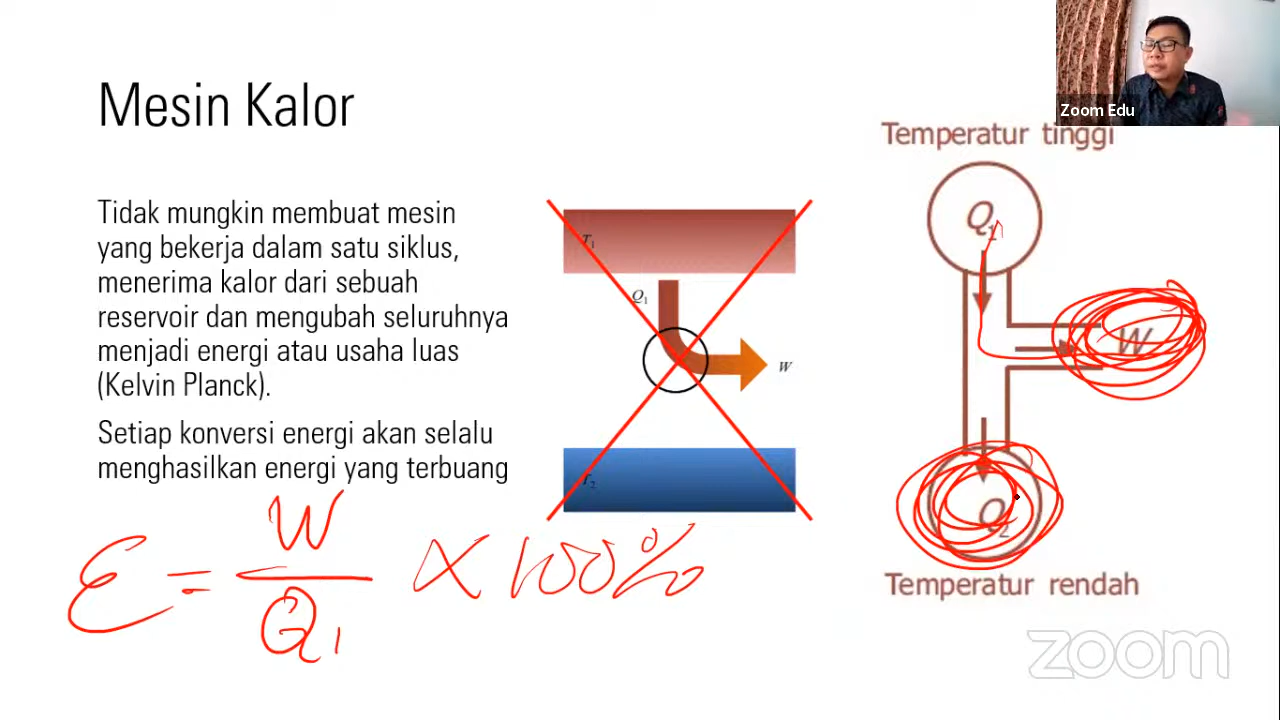 Mesin Kalor
Zoom Edu
Tidak mungkin membuat mesin
yang bekerja dalam satu siklus,
menerima kalor dari sebuah
reservoir dan mengubah seluruhnya
menjadi energi atau usaha luas
(Kelvin Planck).
Setiap konversi energi akan selalu
menghasilkan energi yang terbuang
ε = W / Q₁ × 100%
T₁
Q₁
W
T₂
Temperatur tinggi
Q₁
W
Q₂
Temperatur rendah
zoom